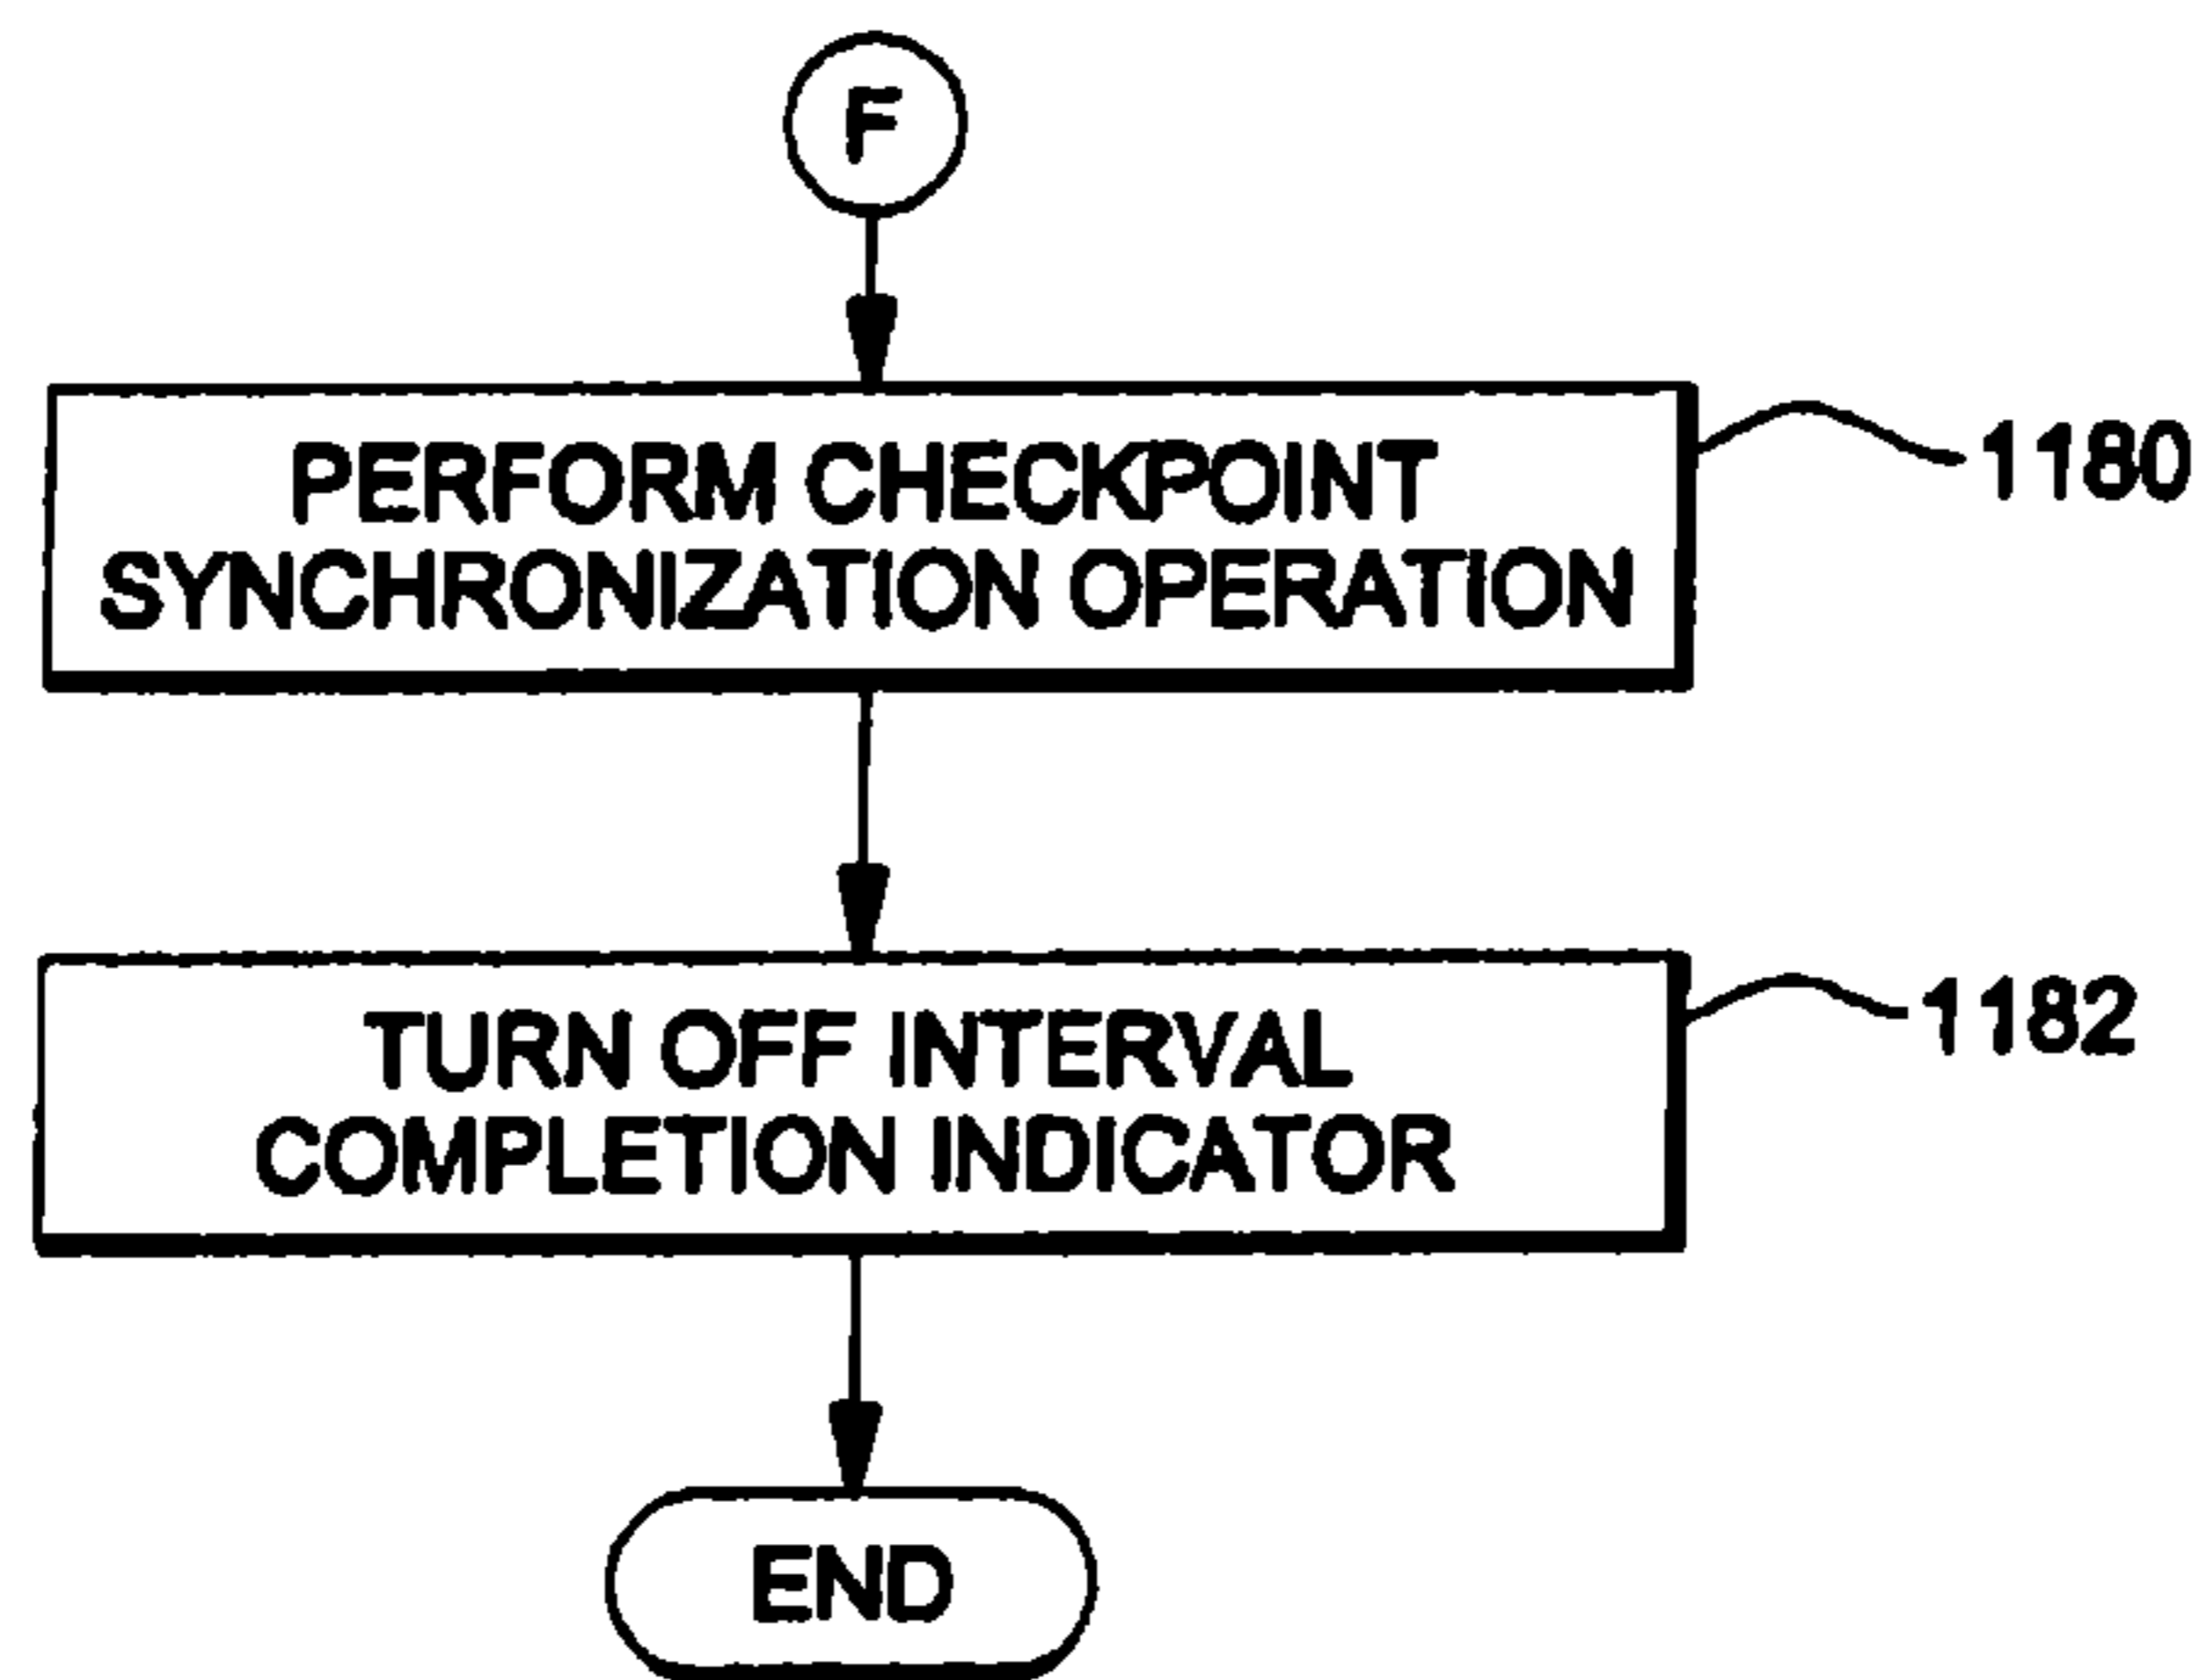 F
PERFORM CHECKPOINT
SYNCHRONIZATION OPERATION
1180
TURN OFF INTERVAL
COMPLETION INDICATOR
1182
END